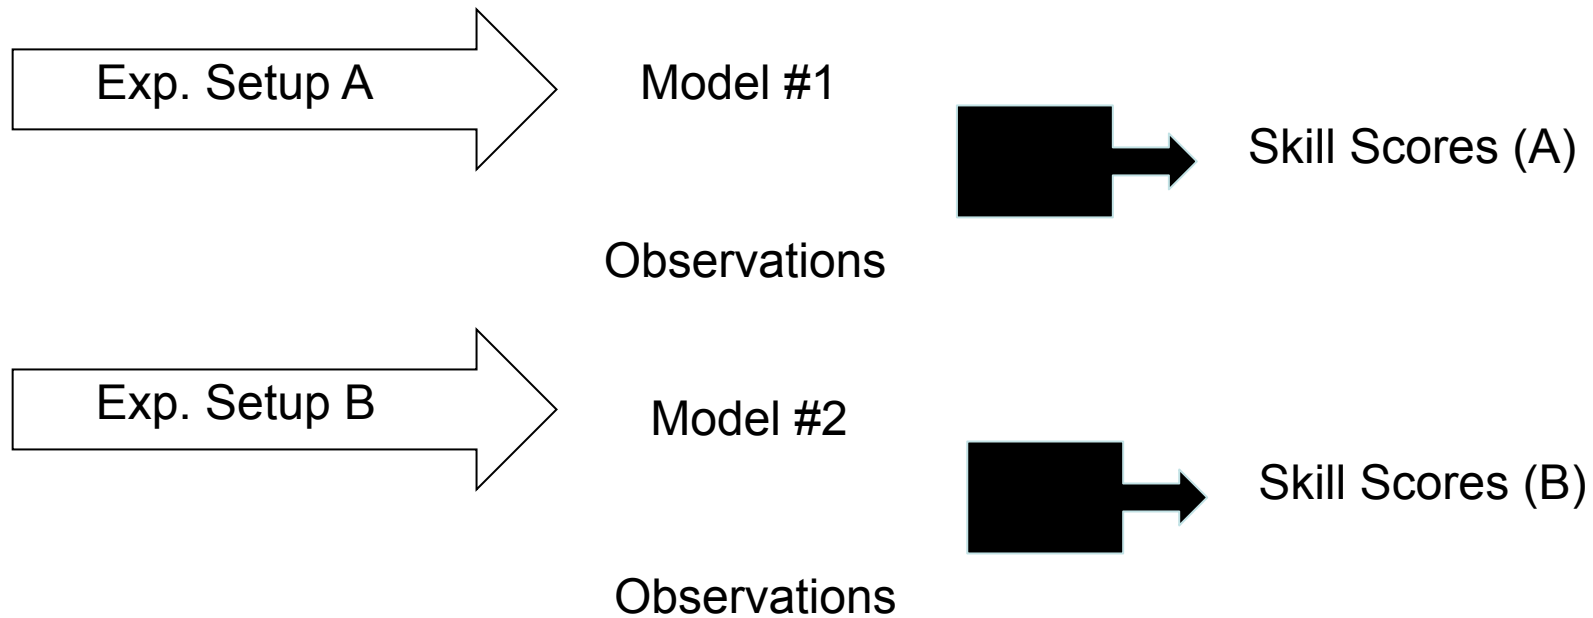 Exp. Setup A
Model #1
Skill Scores (A)
Observations
Exp. Setup B
Model #2
Skill Scores (B)
Observations